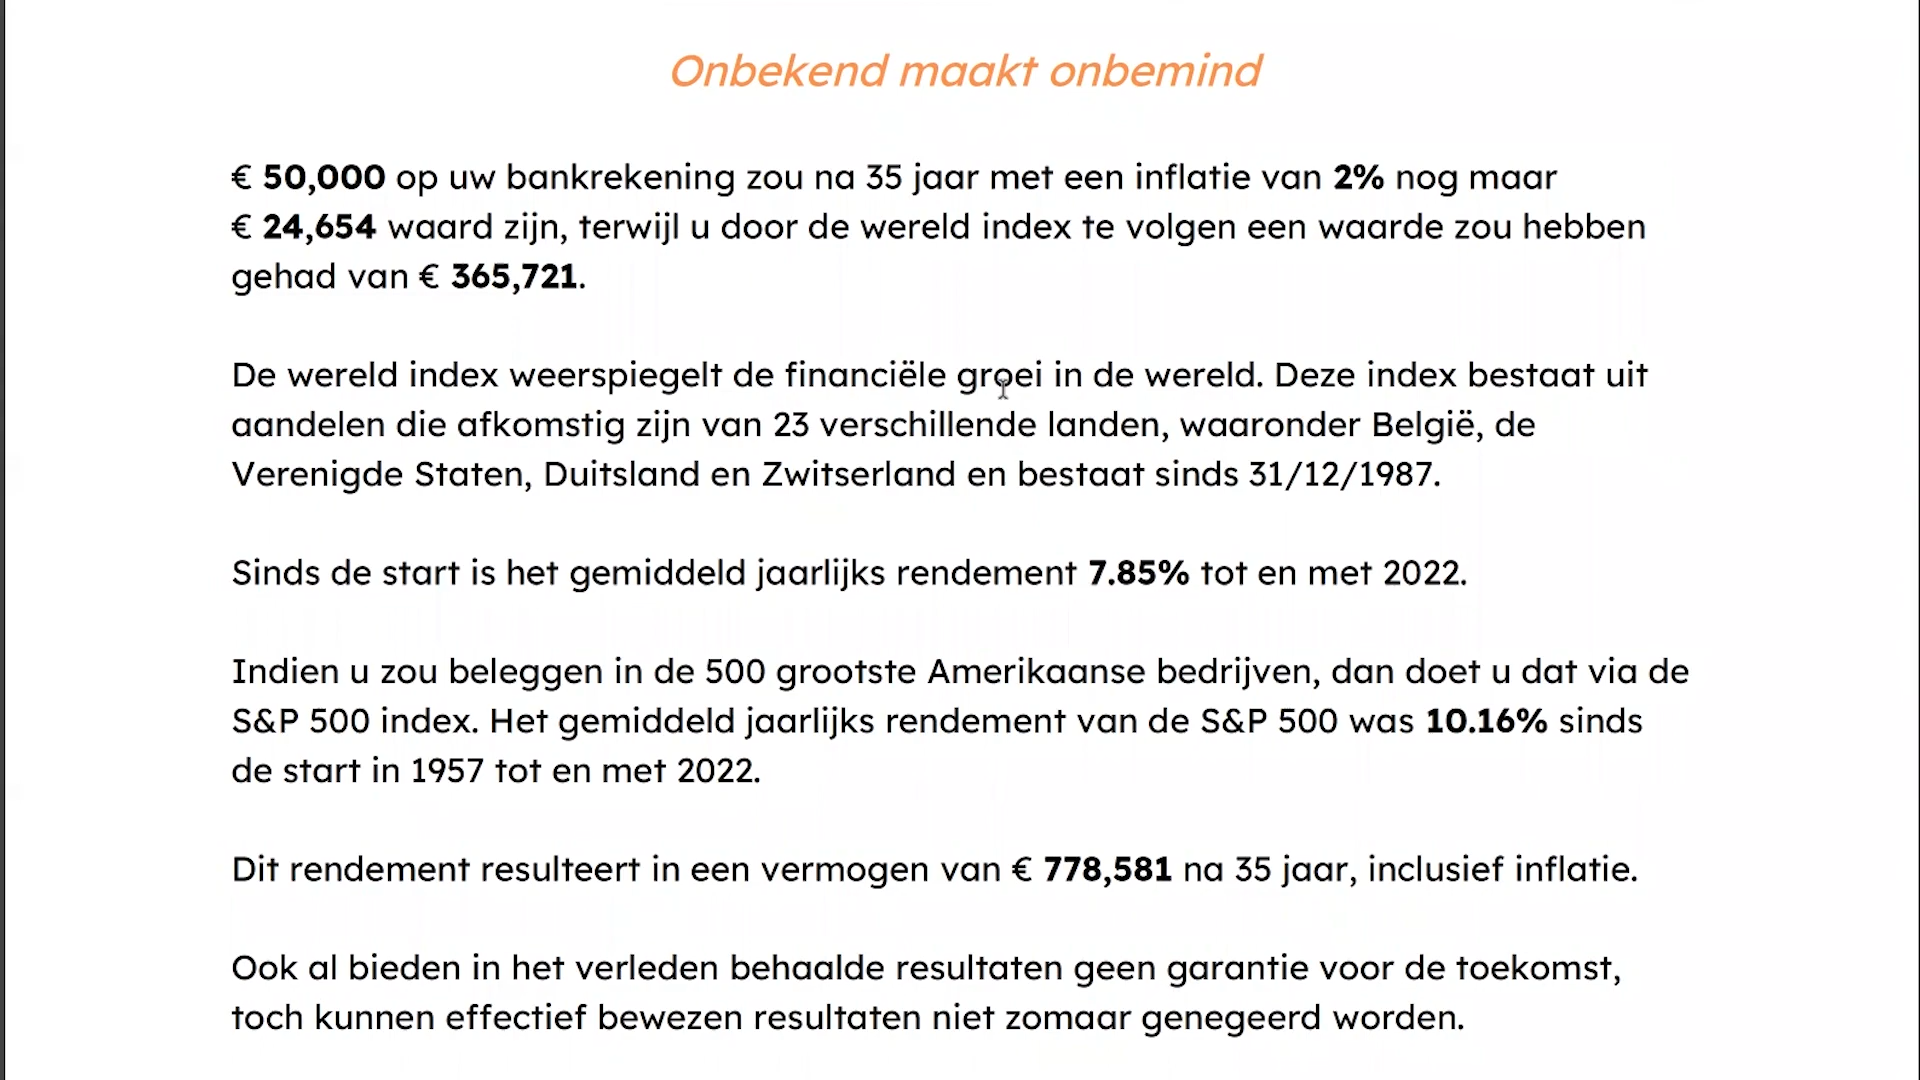 Onbekend maakt onbemind
€ 50,000 op uw bankrekening zou na 35 jaar met een inflatie van 2% nog maar
€ 24,654 waard zijn, terwijl u door de wereld index te volgen een waarde zou hebben
gehad van € 365,721.
De wereld index weerspiegelt de financiële groei in de wereld. Deze index bestaat uit
aandelen die afkomstig zijn van 23 verschillende landen, waaronder België, de
Verenigde Staten, Duitsland en Zwitserland en bestaat sinds 31/12/1987.
Sinds de start is het gemiddeld jaarlijks rendement 7.85% tot en met 2022.
Indien u zou beleggen in de 500 grootste Amerikaanse bedrijven, dan doet u dat via de
S&P 500 index. Het gemiddeld jaarlijks rendement van de S&P 500 was 10.16% sinds
de start in 1957 tot en met 2022.
Dit rendement resulteert in een vermogen van € 778,581 na 35 jaar, inclusief inflatie.
Ook al bieden in het verleden behaalde resultaten geen garantie voor de toekomst,
toch kunnen effectief bewezen resultaten niet zomaar genegeerd worden.